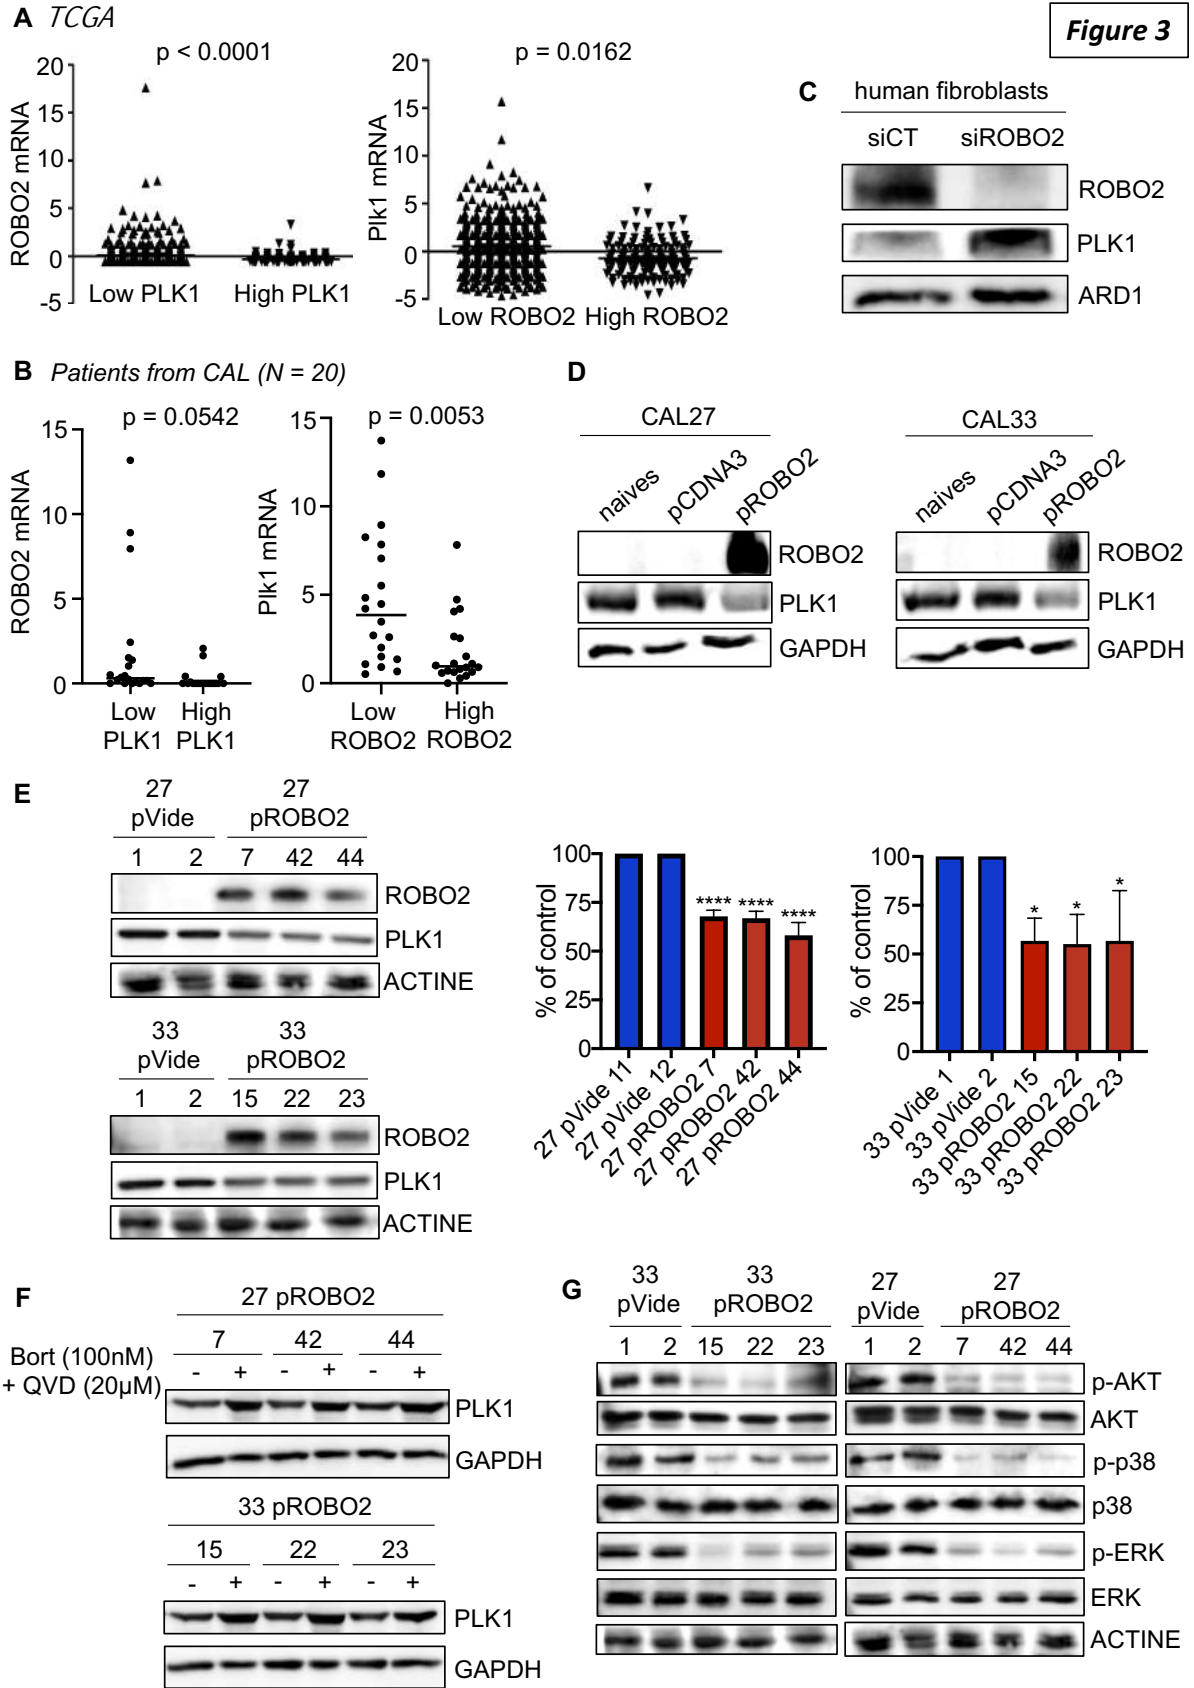 Figure 3
A TCGA
p < 0.0001
ROBO2 mRNA
20
15
10
5
0
-5
Low PLK1 High PLK1
p = 0.0162
Plk1 mRNA
20
15
10
5
0
-5
Low ROBO2 High ROBO2
C human fibroblasts
siCT siROBO2
ROBO2
PLK1
ARD1
B Patients from CAL (N = 20)
p = 0.0542
ROBO2 mRNA
15
10
5
0
Low High
PLK1 PLK1
p = 0.0053
Plk1 mRNA
15
10
5
0
Low High
ROBO2 ROBO2
D
CAL27
naives pCDNA3 pROBO2
ROBO2
PLK1
GAPDH
CAL33
naives pCDNA3 pROBO2
ROBO2
PLK1
GAPDH
E
27 27
pVide pROBO2
1 2 7 42 44
ROBO2
PLK1
ACTINE
33 33
pVide pROBO2
1 2 15 22 23
ROBO2
PLK1
ACTINE
% of control
100
75
50
25
0
**** **** ****
27 pVide 11
27 pVide 12
27 pROBO2 7
27 pROBO2 42
27 pROBO2 44
% of control
100
75
50
25
0
* * *
33 pVide 1
33 pVide 2
33 pROBO2 15
33 pROBO2 22
33 pROBO2 23
F
27 pROBO2
7 42 44
Bort (100nM)
+ QVD (20µM)
- + - + - +
PLK1
GAPDH
33 pROBO2
15 22 23
- + - + - +
PLK1
GAPDH
G
33 33 27 27
pVide pROBO2 pVide pROBO2
1 2 15 22 23 1 2 7 42 44
p-AKT
AKT
p-p38
p38
p-ERK
ERK
ACTINE